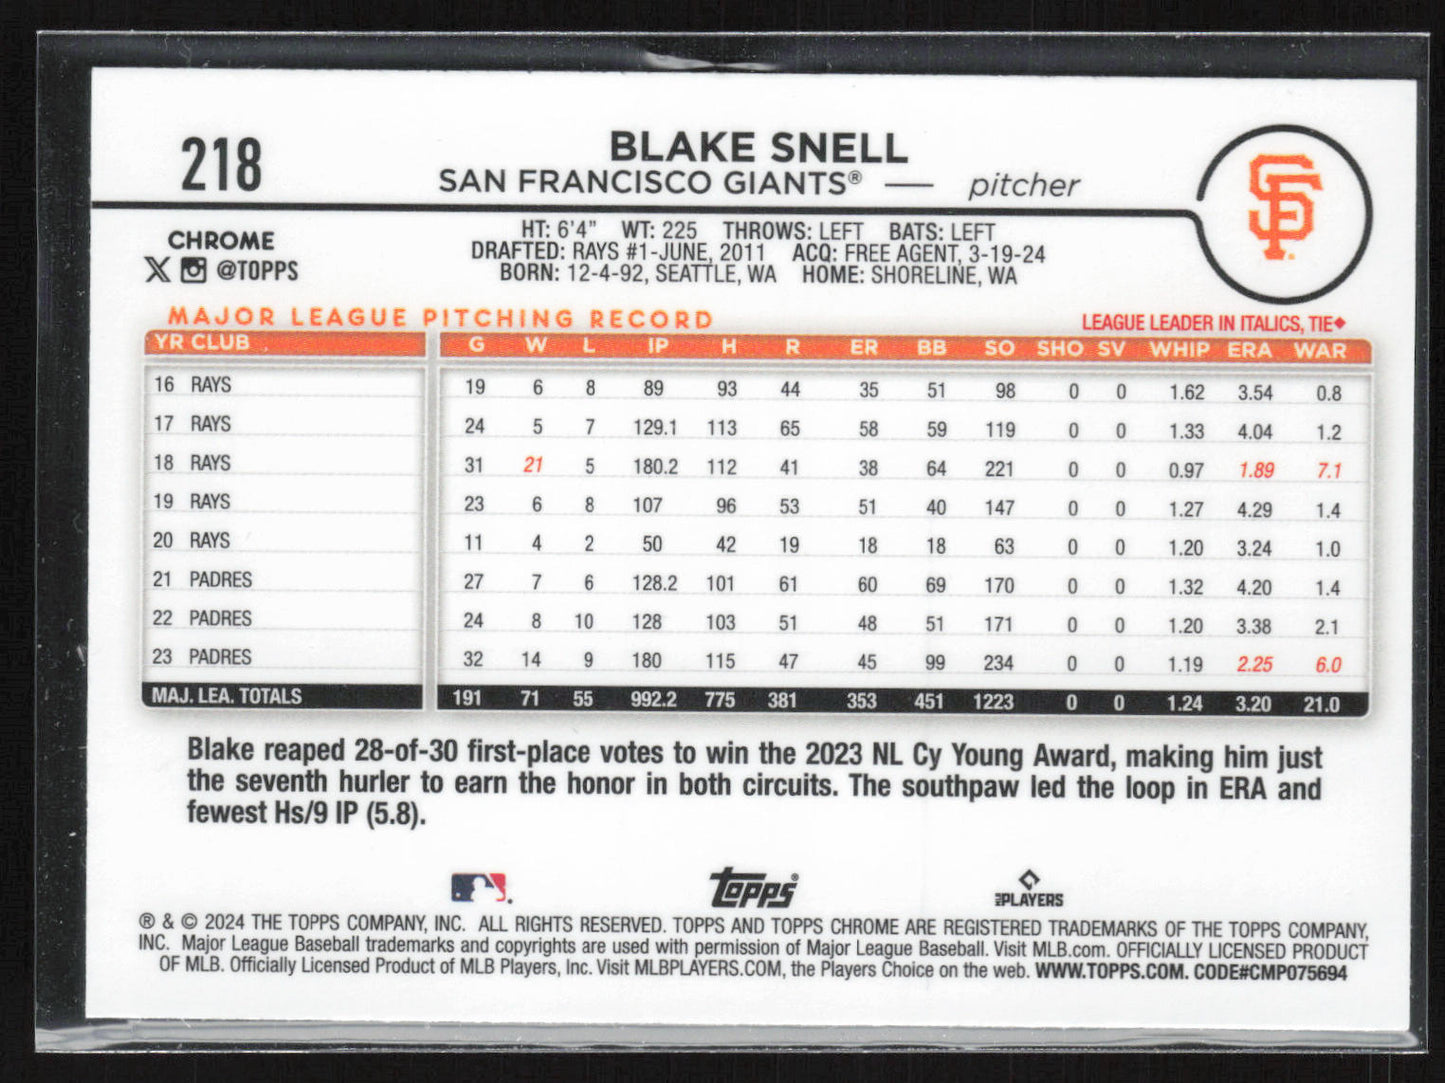 218
BLAKE SNELL
SAN FRANCISCO GIANTS® — pitcher
SF
CHROME
@TOPPS
HT: 6'4" WT: 225 THROWS: LEFT BATS: LEFT
DRAFTED: RAYS #1-JUNE, 2011 ACQ: FREE AGENT, 3-19-24
BORN: 12-4-92, SEATTLE, WA HOME: SHORELINE, WA
MAJOR LEAGUE PITCHING RECORD
LEAGUE LEADER IN ITALICS, TIE◆
YR CLUB G W L IP H R ER BB SO SHO SV WHIP ERA WAR
16 RAYS 19 6 8 89 93 44 35 51 98 0 0 1.62 3.54 0.8
17 RAYS 24 5 7 129.1 113 65 58 59 119 0 0 1.33 4.04 1.2
18 RAYS 31 21 5 180.2 112 41 38 64 221 0 0 0.97 1.89 7.1
19 RAYS 23 6 8 107 96 53 51 40 147 0 0 1.27 4.29 1.4
20 RAYS 11 4 2 50 42 19 18 18 63 0 0 1.20 3.24 1.0
21 PADRES 27 7 6 128.2 101 61 60 69 170 0 0 1.32 4.20 1.4
22 PADRES 24 8 10 128 103 51 48 51 171 0 0 1.20 3.38 2.1
23 PADRES 32 14 9 180 115 47 45 99 234 0 0 1.19 2.25 6.0
MAJ. LEA. TOTALS 191 71 55 992.2 775 381 353 451 1223 0 0 1.24 3.20 21.0
Blake reaped 28-of-30 first-place votes to win the 2023 NL Cy Young Award, making him just
the seventh hurler to earn the honor in both circuits. The southpaw led the loop in ERA and
fewest Hs/9 IP (5.8).
Topps®
PLAYERS
® & © 2024 THE TOPPS COMPANY, INC. ALL RIGHTS RESERVED. TOPPS AND TOPPS CHROME ARE REGISTERED TRADEMARKS OF THE TOPPS COMPANY,
INC. Major League Baseball trademarks and copyrights are used with permission of Major League Baseball. Visit MLB.com. OFFICIALLY LICENSED PRODUCT
OF MLB. Officially Licensed Product of MLB Players, Inc. Visit MLBPLAYERS.COM, the Players Choice on the web. WWW.TOPPS.COM. CODE#CMP075694